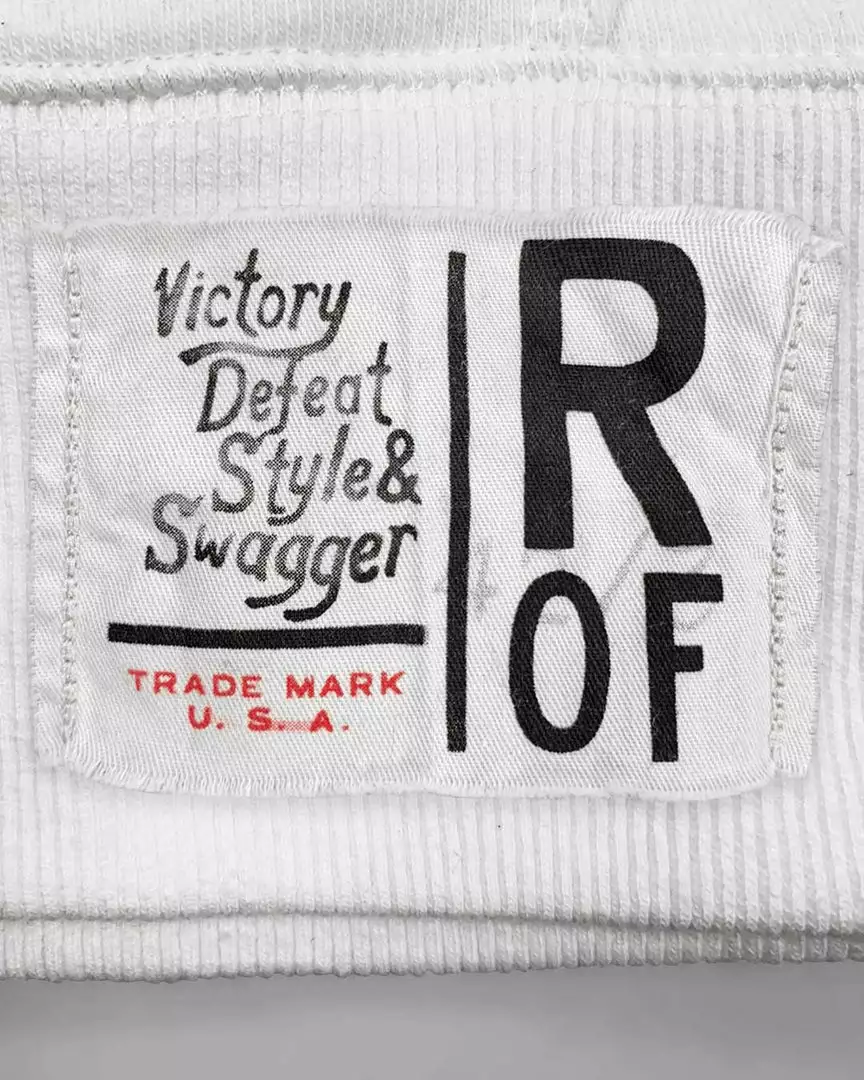 Victory
Defeat
Style &
Swagger
TRADE MARK
U. S. A.
R
OF